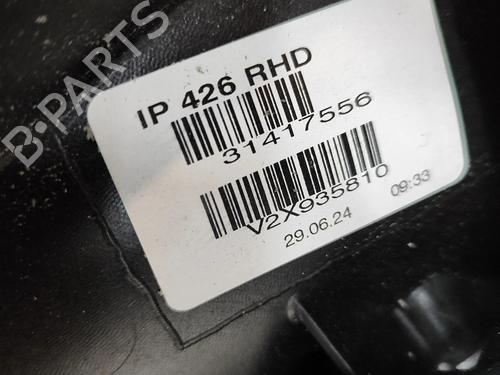 B-PARTS
IP 426 RHD
31417556
V2X935810
29.06.24 09:33